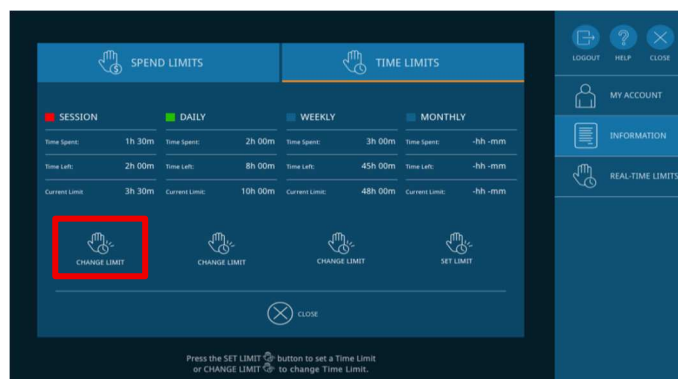 SPEND LIMITS
TIME LIMITS
LOGOUT
HELP
CLOSE
MY ACCOUNT
INFORMATION
REAL-TIME LIMITS
SESSION
DAILY
WEEKLY
MONTHLY
Time Spent: 1h 30m
Time Spent: 2h 00m
Time Spent: 3h 00m
Time Spent: -hh -mm
Time Left: 2h 00m
Time Left: 8h 00m
Time Left: 45h 00m
Time Left: -hh -mm
Current Limit 3h 30m
Current Limit: 10h 00m
Current Limit: 48h 00m
Current Limit: -hh -mm
CHANGE LIMIT
CHANGE LIMIT
CHANGE LIMIT
SET LIMIT
CLOSE
Press the SET LIMIT button to set a Time Limit
or CHANGE LIMIT to change Time Limit.